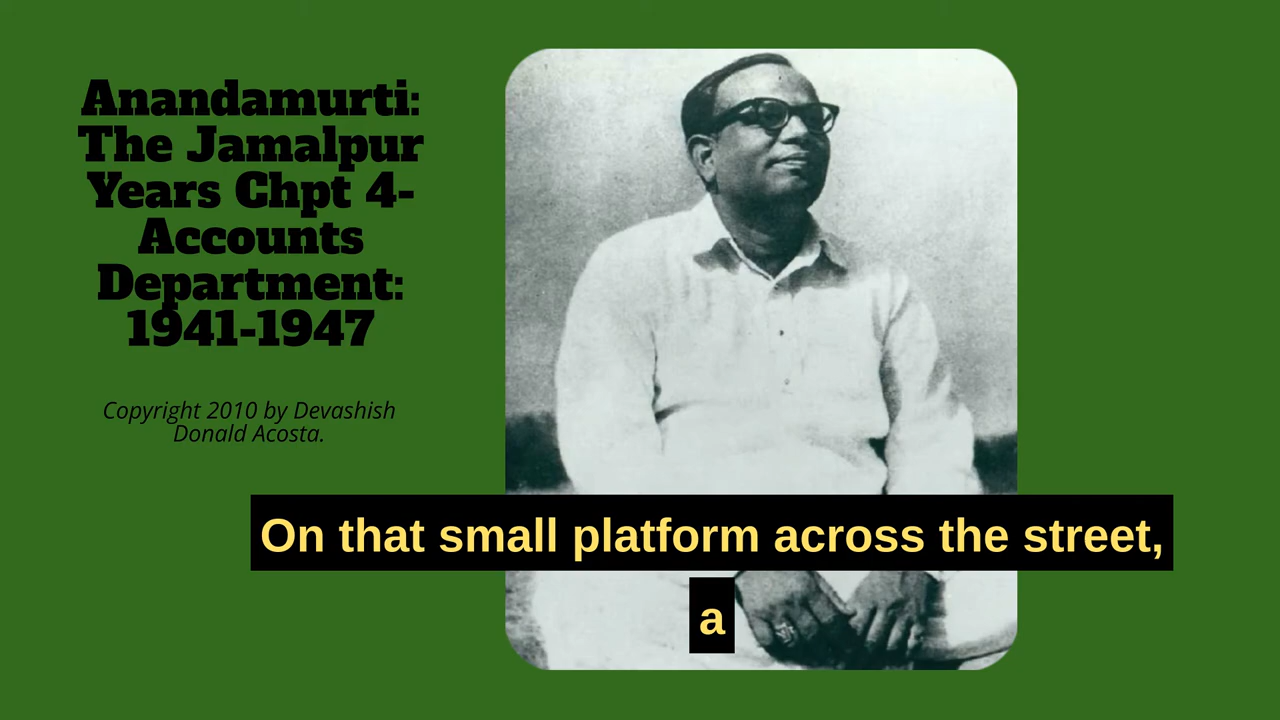 Anandamurti:
The Jamalpur
Years Chpt 4-
Accounts
Department:
1941-1947
Copyright 2010 by Devashish
Donald Acosta.
On that small platform across the street,
a